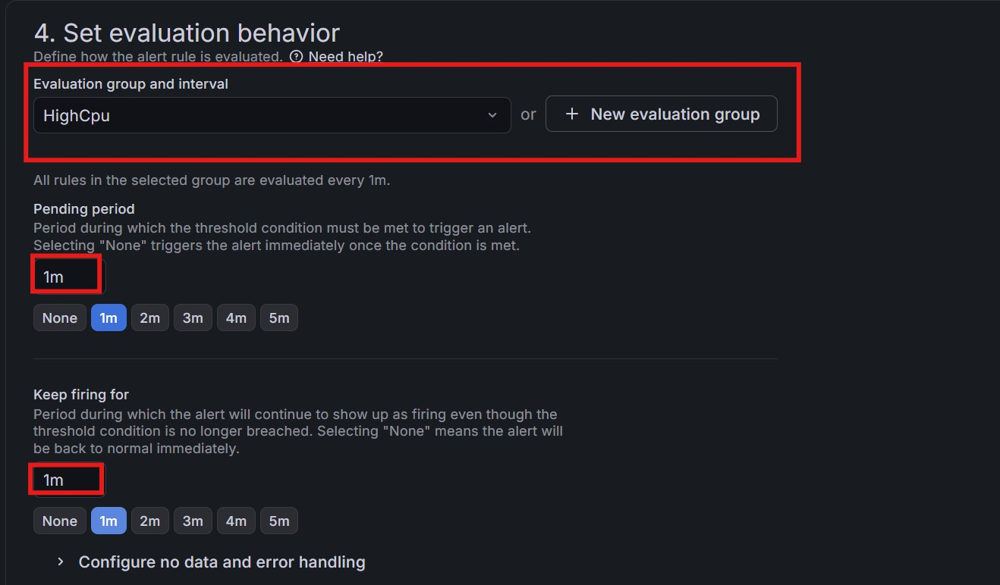 4. Set evaluation behavior
Define how the alert rule is evaluated. Need help?
Evaluation group and interval
HighCpu or + New evaluation group
All rules in the selected group are evaluated every 1m.
Pending period
Period during which the threshold condition must be met to trigger an alert.
Selecting "None" triggers the alert immediately once the condition is met.
1m
None 1m 2m 3m 4m 5m
Keep firing for
Period during which the alert will continue to show up as firing even though the
threshold condition is no longer breached. Selecting "None" means the alert will
be back to normal immediately.
1m
None 1m 2m 3m 4m 5m
Configure no data and error handling